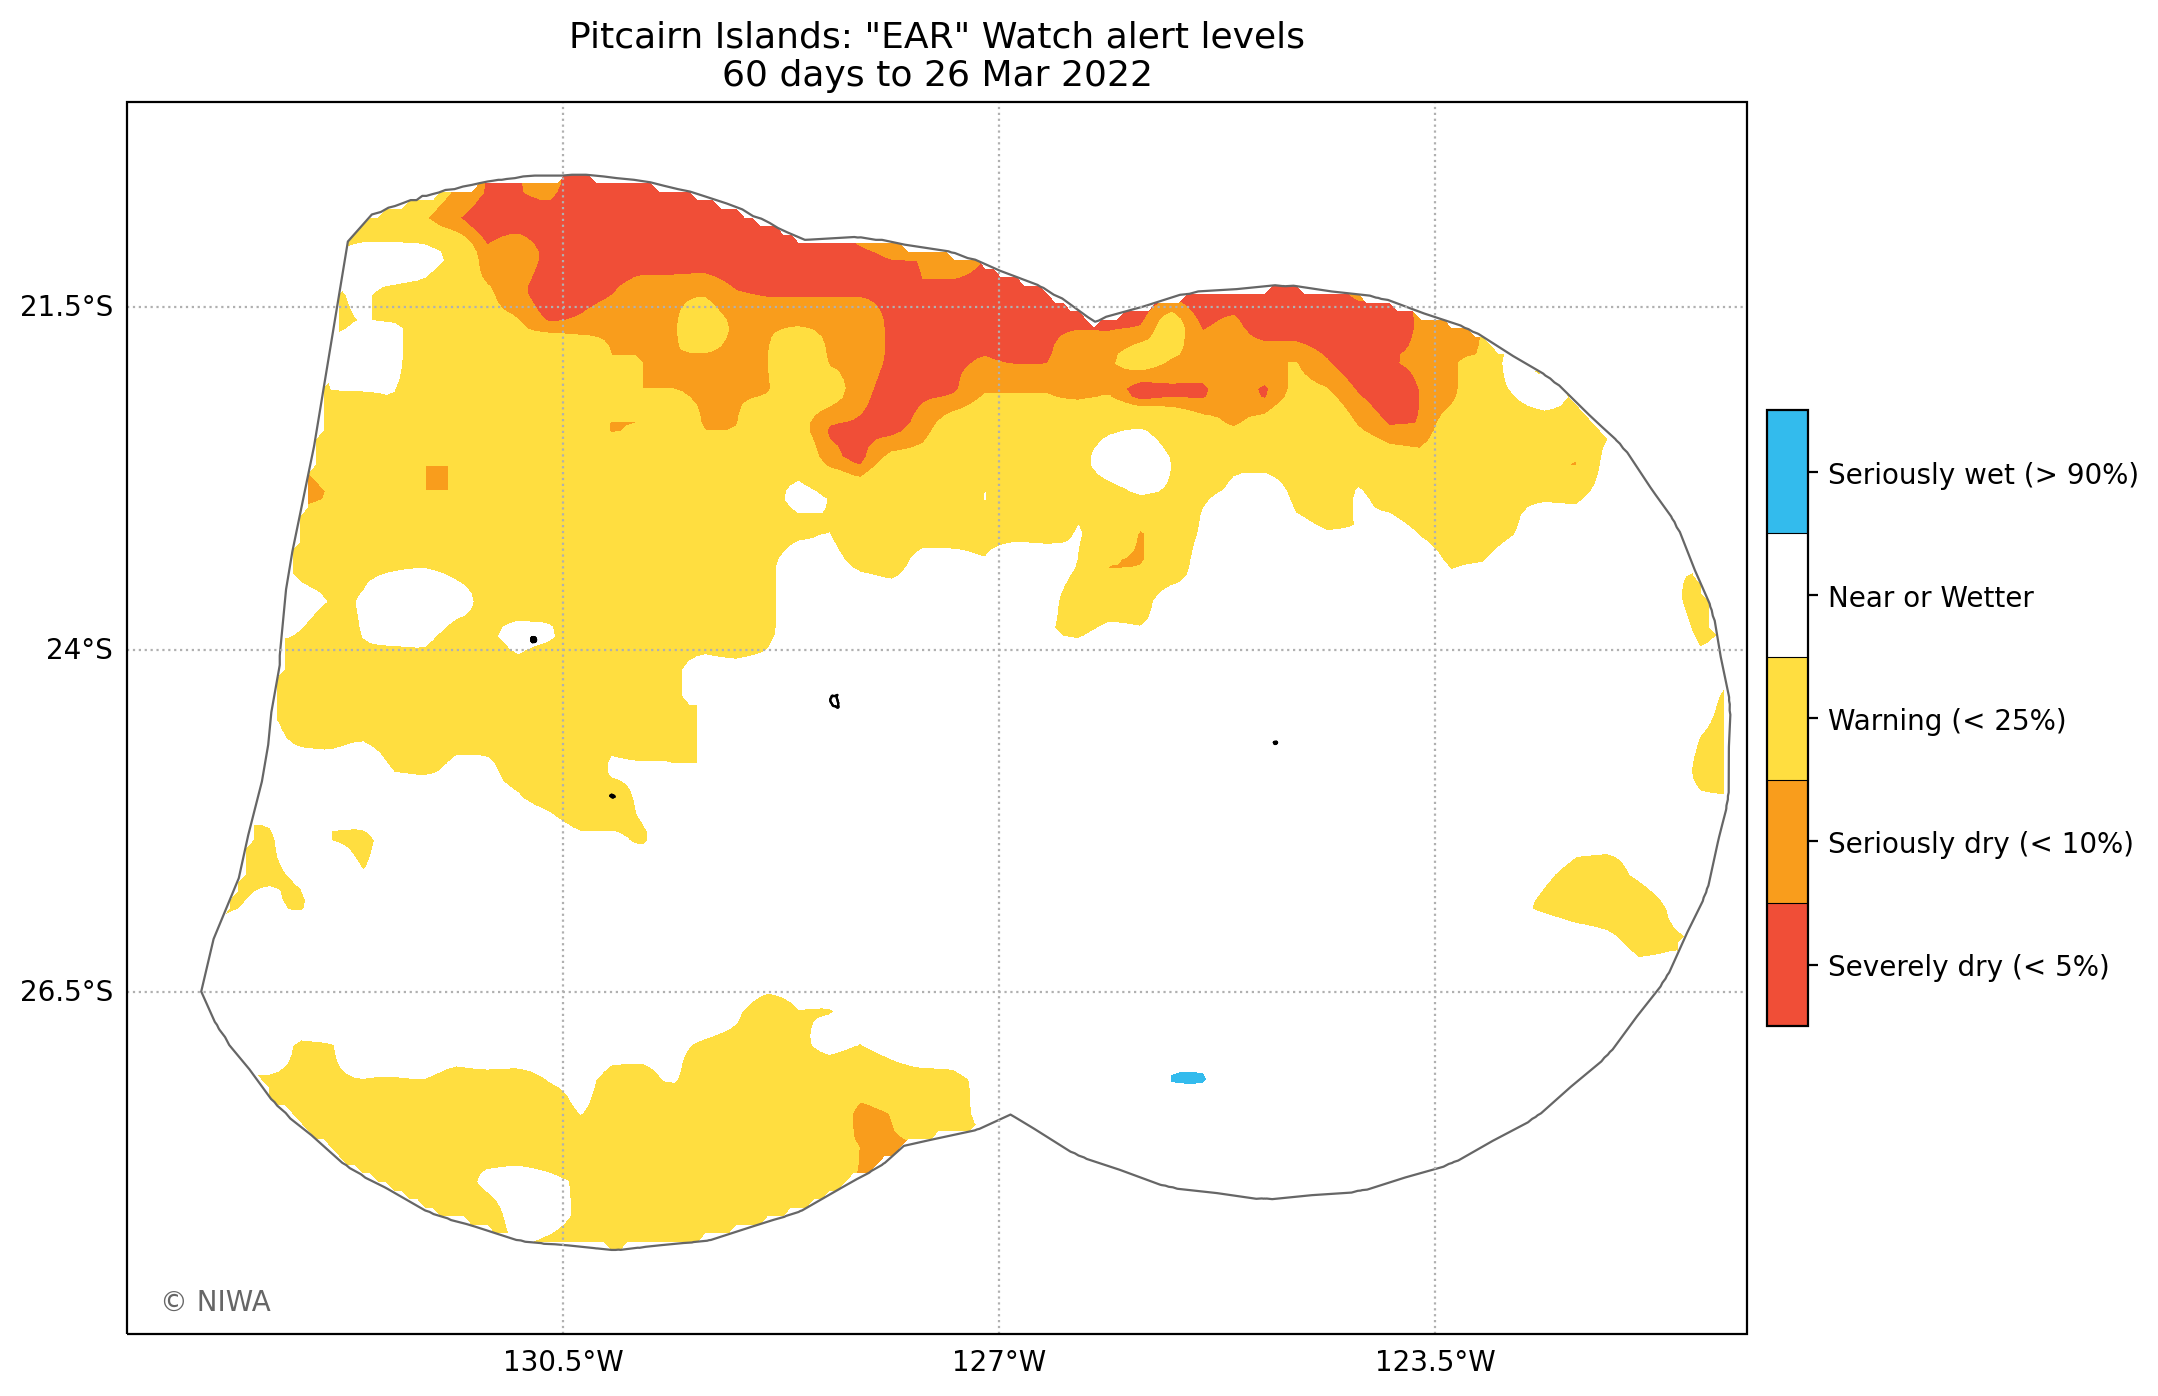 Pitcairn Islands: "EAR" Watch alert levels
60 days to 26 Mar 2022
21.5°S
24°S
26.5°S
130.5°W
127°W
123.5°W
Seriously wet (> 90%)
Near or Wetter
Warning (< 25%)
Seriously dry (< 10%)
Severely dry (< 5%)
© NIWA